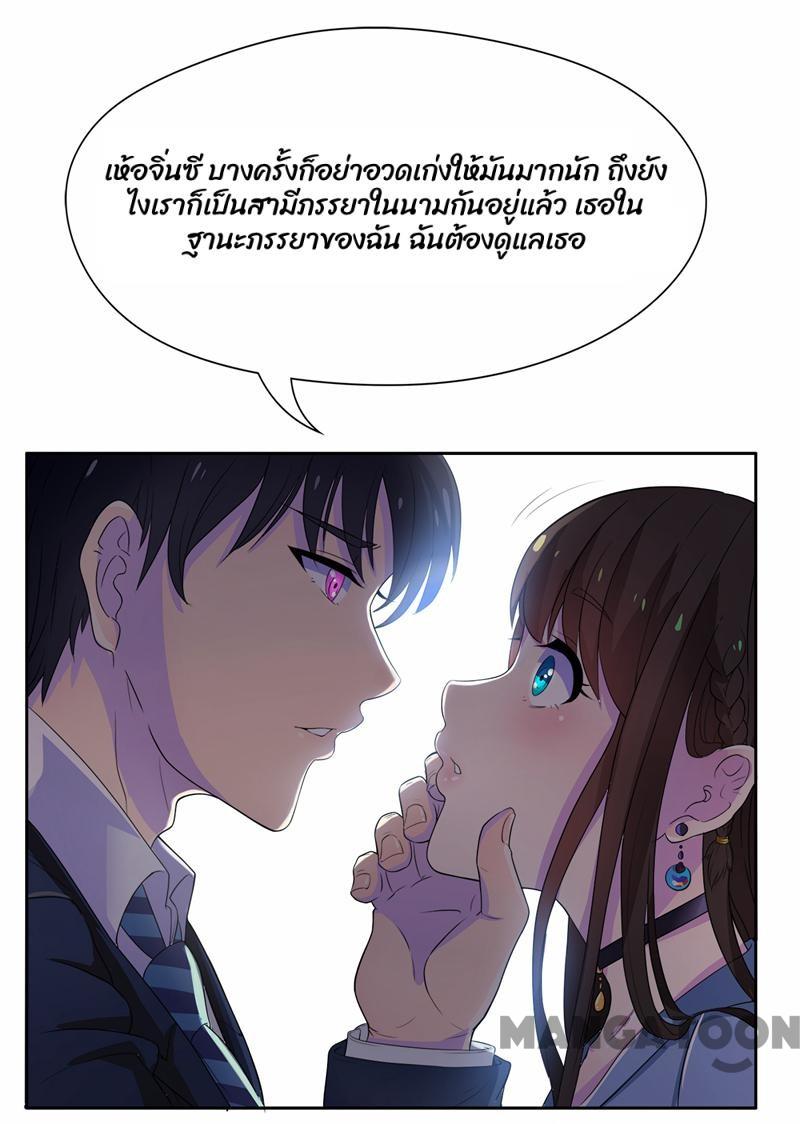 เห้อจิ่นซี บางครั้งก็อย่าอวดเก่งให้มันมากนัก ถึงยัง
ไงเราก็เป็นสามีภรรยาในนามกันอยู่แล้ว เธอใน
ฐานะภรรยาของฉัน ฉันต้องดูแลเธอ
MANGATOON